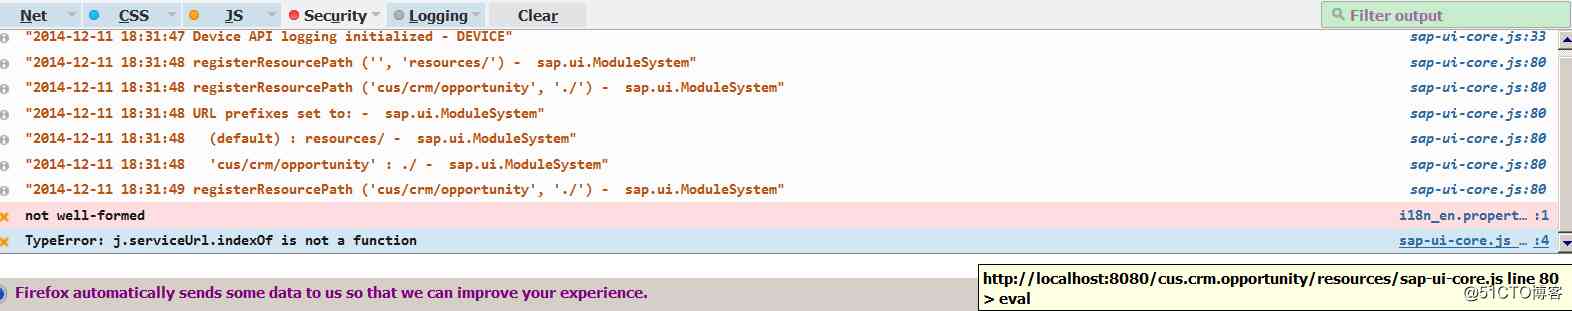 Net CSS JS Security Logging Clear Filter output
"2014-12-11 18:31:47 Device API logging initialized - DEVICE" sap-ui-core.js:33
"2014-12-11 18:31:48 registerResourcePath ('', 'resources/') -  sap.ui.ModuleSystem" sap-ui-core.js:80
"2014-12-11 18:31:48 registerResourcePath ('cus/crm/opportunity', './') -  sap.ui.ModuleSystem" sap-ui-core.js:80
"2014-12-11 18:31:48 URL prefixes set to: -  sap.ui.ModuleSystem" sap-ui-core.js:80
"2014-12-11 18:31:48   (default) : resources/ -  sap.ui.ModuleSystem" sap-ui-core.js:80
"2014-12-11 18:31:48   'cus/crm/opportunity' : ./ -  sap.ui.ModuleSystem" sap-ui-core.js:80
"2014-12-11 18:31:49 registerResourcePath ('cus/crm/opportunity', './') -  sap.ui.ModuleSystem" sap-ui-core.js:80
not well-formed i18n_en.propert… :1
TypeError: j.serviceUrl.indexOf is not a function sap-ui-core.js … :4
http://localhost:8080/cus.crm.opportunity/resources/sap-ui-core.js line 80
> eval
Firefox automatically sends some data to us so that we can improve your experience.
@51CTO博客